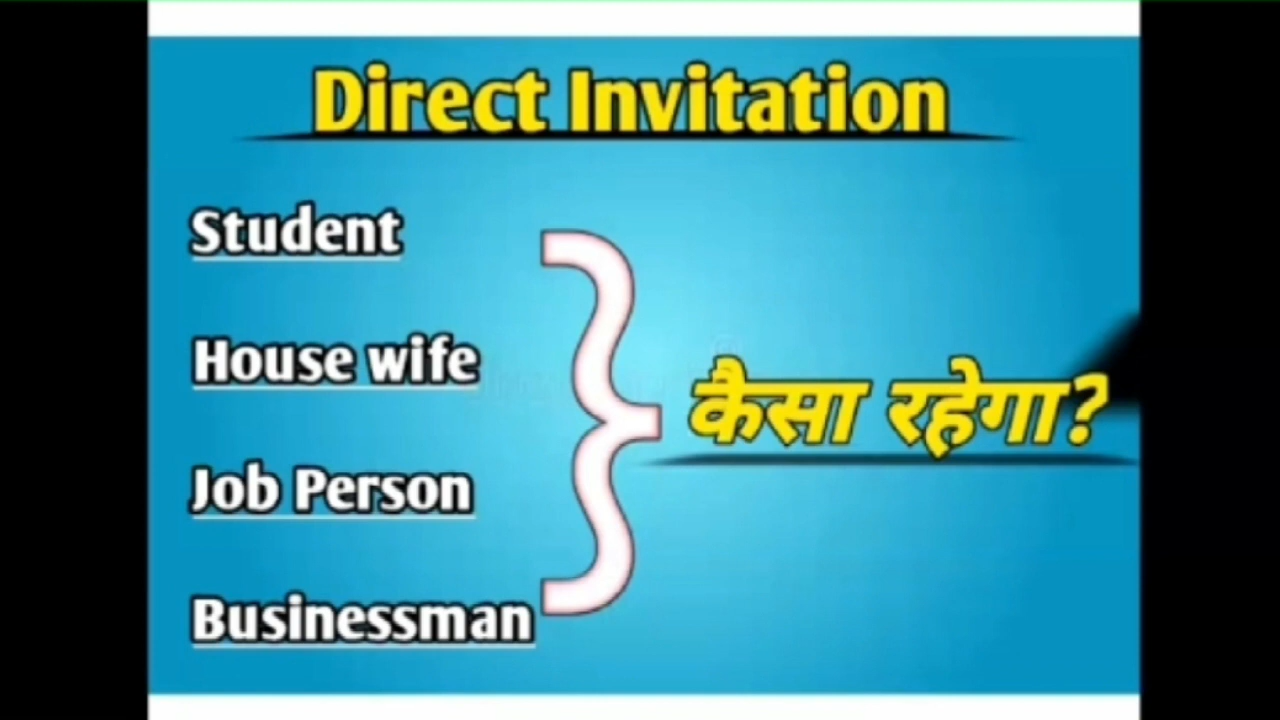 Direct Invitation
Student
House wife
Job Person
Businessman
कैसा रहेगा?